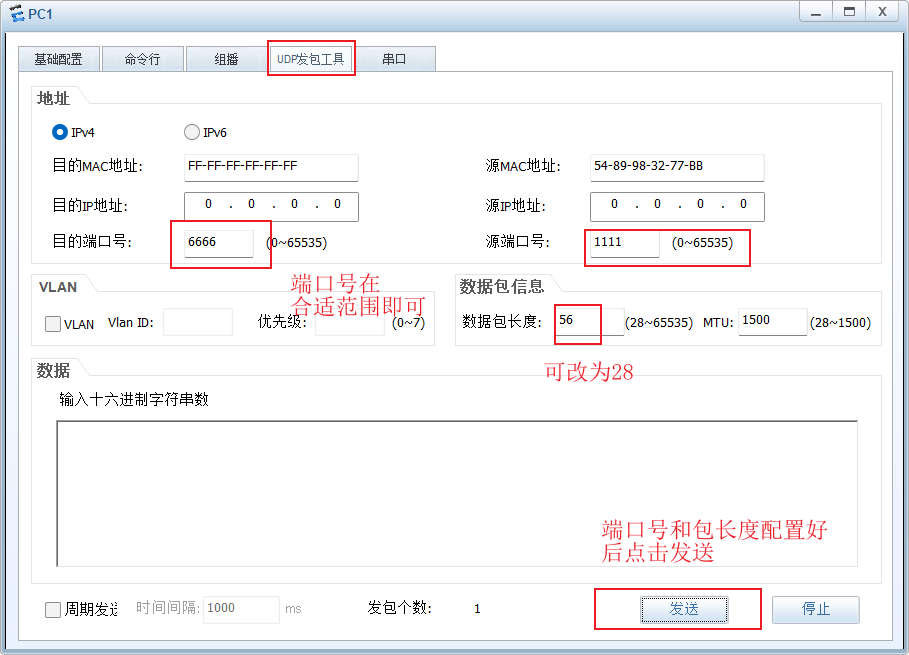 PC1
基础配置 命令行 组播 UDP发包工具 串口
地址
IPv4 IPv6
目的MAC地址: FF-FF-FF-FF-FF-FF 源MAC地址: 54-89-98-32-77-BB
目的IP地址: 0 . 0 . 0 . 0 源IP地址: 0 . 0 . 0 . 0
目的端口号: 6666 (0~65535) 源端口号: 1111 (0~65535)
端口号在
合适范围即可
VLAN 数据包信息
VLAN Vlan ID: 优先级: (0~7) 数据包长度: 56 (28~65535) MTU: 1500 (28~1500)
可改为28
数据
输入十六进制字符串数
端口号和包长度配置好
后点击发送
周期发送 时间间隔: 1000 ms 发包个数: 1 发送 停止